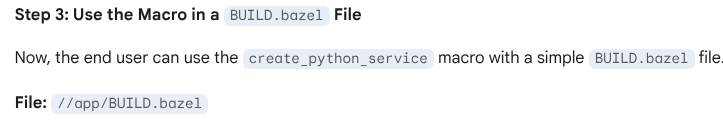 Step 3: Use the Macro in a BUILD.bazel File
Now, the end user can use the create_python_service macro with a simple BUILD.bazel file.
File: //app/BUILD.bazel